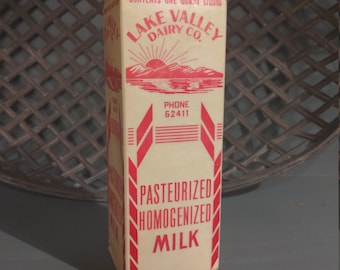 CONTENTS ONE QUART LIQUID
LAKE VALLEY
DAIRY CO.
PHONE
62411
PASTEURIZED
HOMOGENIZED
MILK